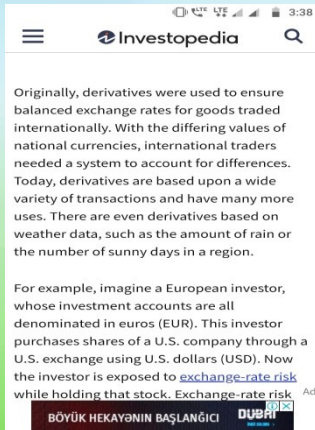 LTE LTE 3:38
Investopedia
Originally, derivatives were used to ensure
balanced exchange rates for goods traded
internationally. With the differing values of
national currencies, international traders
needed a system to account for differences.
Today, derivatives are based upon a wide
variety of transactions and have many more
uses. There are even derivatives based on
weather data, such as the amount of rain or
the number of sunny days in a region.
For example, imagine a European investor,
whose investment accounts are all
denominated in euros (EUR). This investor
purchases shares of a U.S. company through a
U.S. exchange using U.S. dollars (USD). Now
the investor is exposed to exchange-rate risk
while holding that stock. Exchange-rate risk
Ad
BÖYÜK HEKAYƏNIN BAŞLANĞICI DUBAI